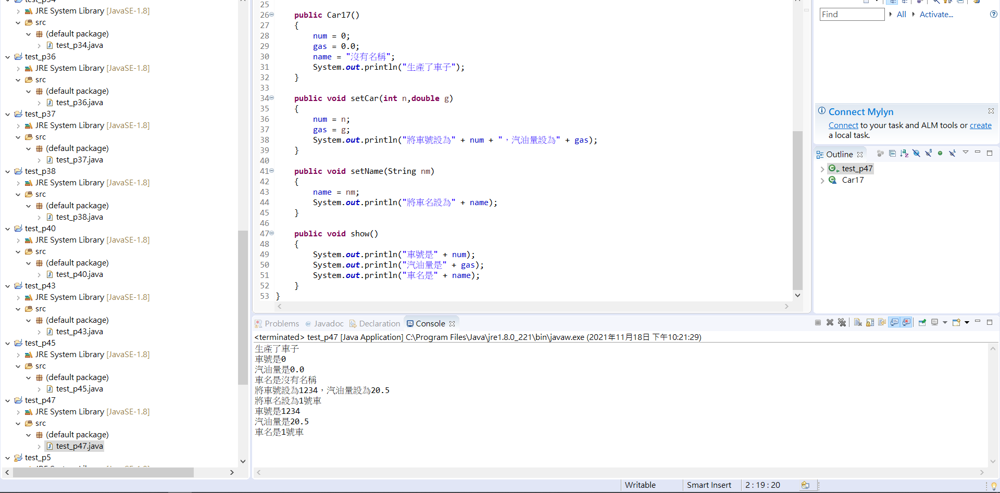 test_p34
JRE System Library [JavaSE-1.8]
src
(default package)
test_p34.java
test_p36
JRE System Library [JavaSE-1.8]
src
(default package)
test_p36.java
test_p37
JRE System Library [JavaSE-1.8]
src
(default package)
test_p37.java
test_p38
JRE System Library [JavaSE-1.8]
src
(default package)
test_p38.java
test_p40
JRE System Library [JavaSE-1.8]
src
(default package)
test_p40.java
test_p43
JRE System Library [JavaSE-1.8]
src
(default package)
test_p43.java
test_p45
JRE System Library [JavaSE-1.8]
src
(default package)
test_p45.java
test_p47
JRE System Library [JavaSE-1.8]
src
(default package)
test_p47.java
test_p5
JRE System Library [JavaSE-1.8]
25
26 public Car17()
27 {
28 num = 0;
29 gas = 0.0;
30 name = "沒有名稱";
31 System.out.println("生產了車子");
32 }
33
34 public void setCar(int n,double g)
35 {
36 num = n;
37 gas = g;
38 System.out.println("將車號設為" + num + "，汽油量設為" + gas);
39 }
40
41 public void setName(String nm)
42 {
43 name = nm;
44 System.out.println("將車名設為" + name);
45 }
46
47 public void show()
48 {
49 System.out.println("車號是" + num);
50 System.out.println("汽油量是" + gas);
51 System.out.println("車名是" + name);
52 }
53 }
Find All Activate...
Connect Mylyn
Connect to your task and ALM tools or create
a local task.
Outline
test_p47
Car17
Problems @ Javadoc Declaration Console
<terminated> test_p47 [Java Application] C:\Program Files\Java\jre1.8.0_221\bin\javaw.exe (2021年11月18日 下午10:21:29)
生產了車子
車號是0
汽油量是0.0
車名是沒有名稱
將車號設為1234，汽油量設為20.5
將車名設為1號車
車號是1234
汽油量是20.5
車名是1號車
Writable Smart Insert 2 : 19 : 20